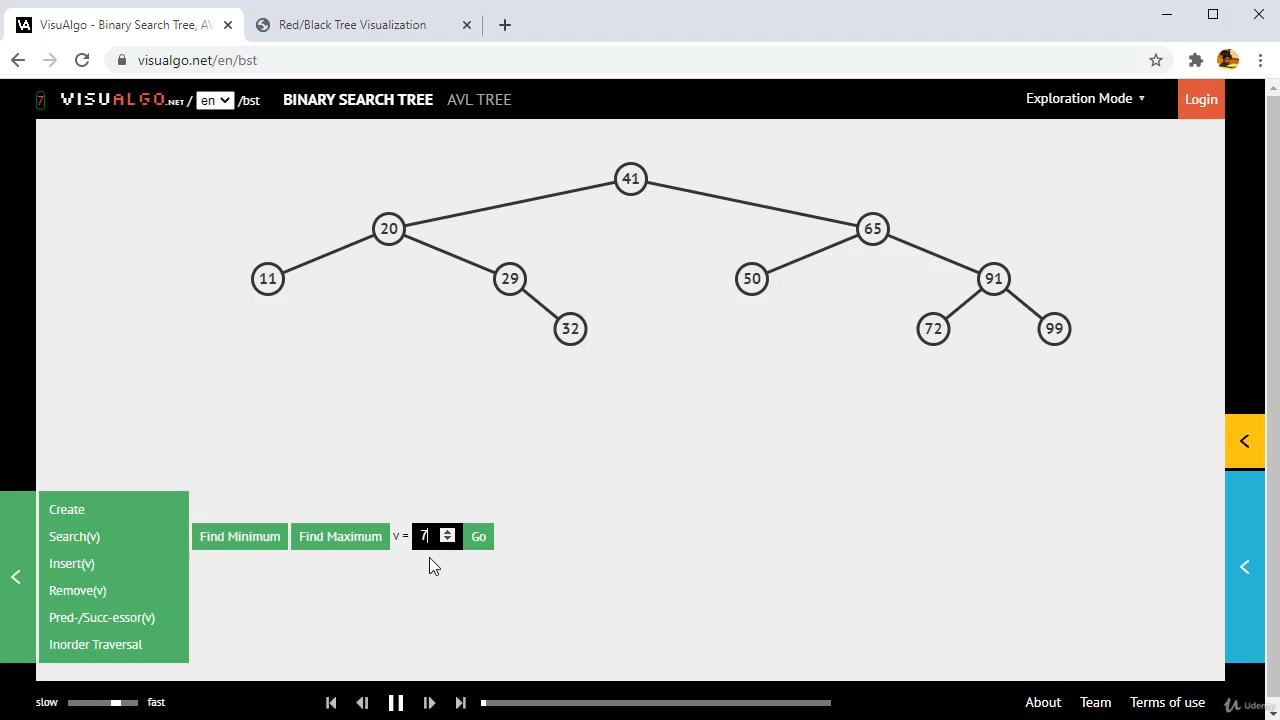 VisuAlgo - Binary Search Tree, AV
Red/Black Tree Visualization
visualgo.net/en/bst
7 VISUALGO.NET / en /bst BINARY SEARCH TREE AVL TREE Exploration Mode ▼ Login
41
20 65
11 29 50 91
32 72 99
Create
Search(v)
Insert(v)
Remove(v)
Pred-/Succ-essor(v)
Inorder Traversal
Find Minimum Find Maximum v = 7 Go
slow fast About Team Terms of use
Udemy